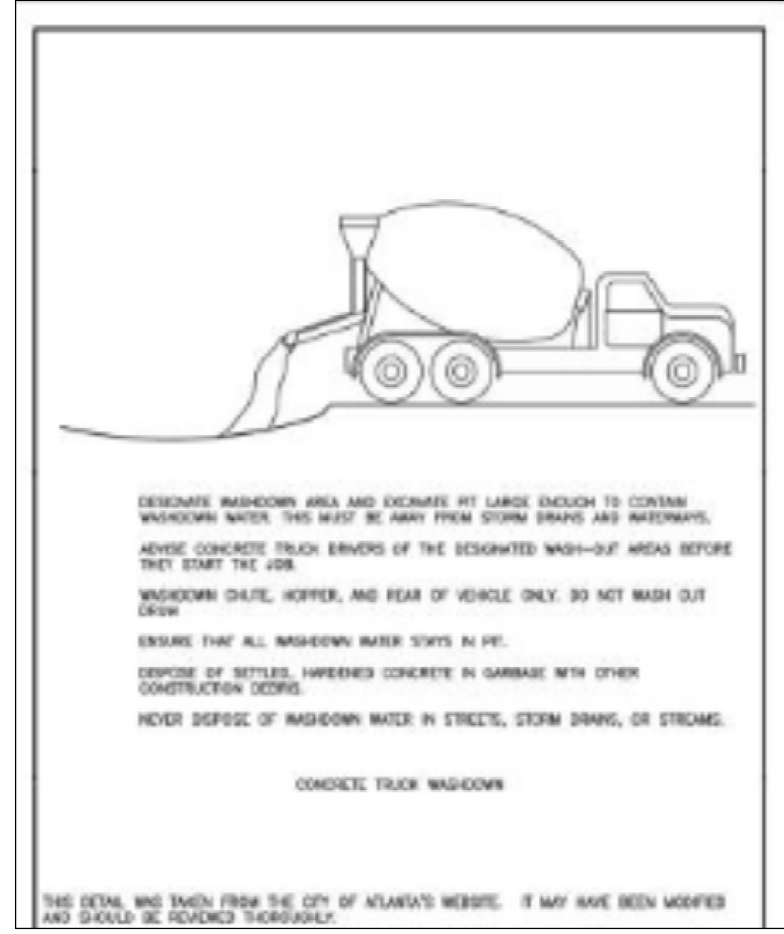 DESIGNATE WASHDOWN AREA AND EXCAVATE PIT LARGE ENOUGH TO CONTAIN
WASHDOWN WATER. THIS MUST BE AWAY FROM STORM DRAINS AND WATERWAYS.
ADVISE CONCRETE TRUCK DRIVERS OF THE DESIGNATED WASH-OUT AREAS BEFORE
THEY START THE JOB.
WASHDOWN CHUTE, HOPPER, AND REAR OF VEHICLE ONLY. DO NOT WASH OUT
DRUM
ENSURE THAT ALL WASHDOWN WATER STAYS IN PIT.
DISPOSE OF SETTLED, HARDENED CONCRETE IN GARBAGE WITH OTHER
CONSTRUCTION DEBRIS.
NEVER DISPOSE OF WASHDOWN WATER IN STREETS, STORM DRAINS, OR STREAMS.
CONCRETE TRUCK WASHDOWN
THIS DETAIL WAS TAKEN FROM THE CITY OF ATLANTA'S WEBSITE. IT MAY HAVE BEEN MODIFIED
AND SHOULD BE REVIEWED THOROUGHLY.